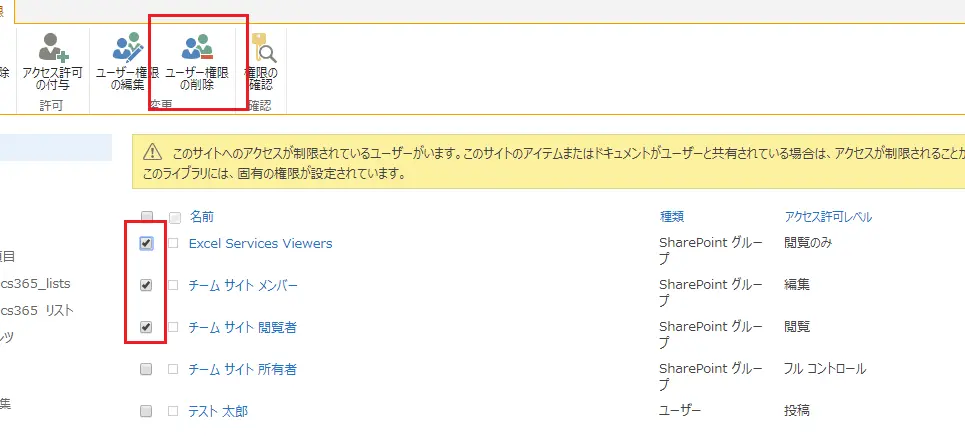 限
除
アクセス許可
の付与
ユーザー権限
の編集
ユーザー権限
の削除
権限の
確認
許可
変更
確認
このサイトへのアクセスが制限されているユーザーがいます。このサイトのアイテムまたはドキュメントがユーザーと共有されている場合は、アクセスが制限されることが
このライブラリには、固有の権限が設定されています。
名前
種類
アクセス許可レベル
Excel Services Viewers
SharePoint グルー
プ
閲覧のみ
項目
チーム サイト メンバー
SharePoint グルー
プ
編集
cs365_lists
cs365 リスト
チーム サイト 閲覧者
SharePoint グルー
プ
閲覧
ンツ
チーム サイト 所有者
SharePoint グルー
プ
フル コントロール
集
テスト 太郎
ユーザー
投稿